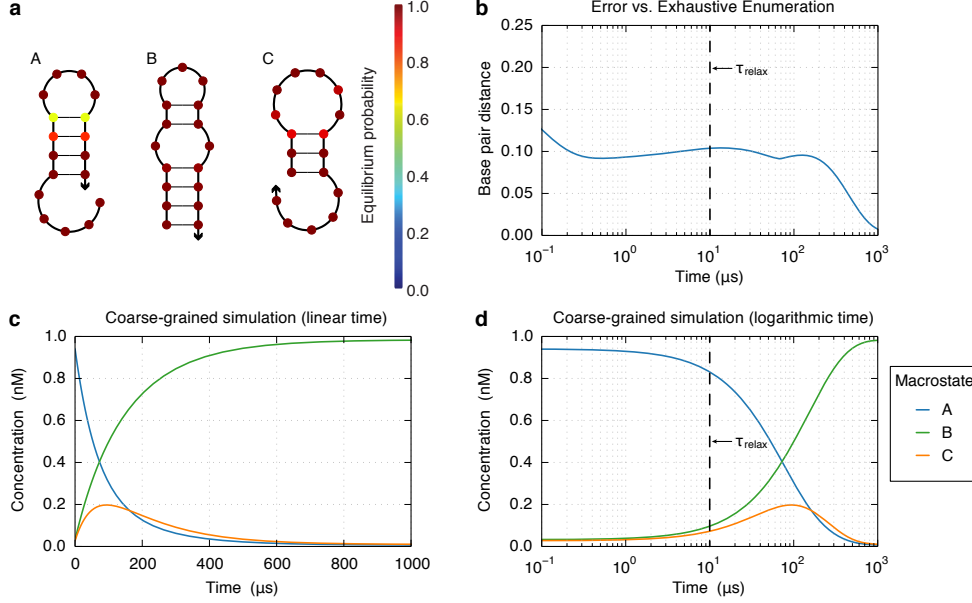 a
A
B
C
Equilibrium probability
1.0
0.8
0.6
0.4
0.2
0.0
b
Error vs. Exhaustive Enumeration
Base pair distance
0.25
0.20
0.15
0.10
0.05
0.00
τrelax
10⁻¹ 10⁰ 10¹ 10² 10³
Time (µs)
c
Coarse-grained simulation (linear time)
Concentration (nM)
1.0
0.8
0.6
0.4
0.2
0.0
0 200 400 600 800 1000
Time (µs)
d
Coarse-grained simulation (logarithmic time)
Concentration (nM)
1.0
0.8
0.6
0.4
0.2
0.0
τrelax
10⁻¹ 10⁰ 10¹ 10² 10³
Time (µs)
Macrostate
A
B
C